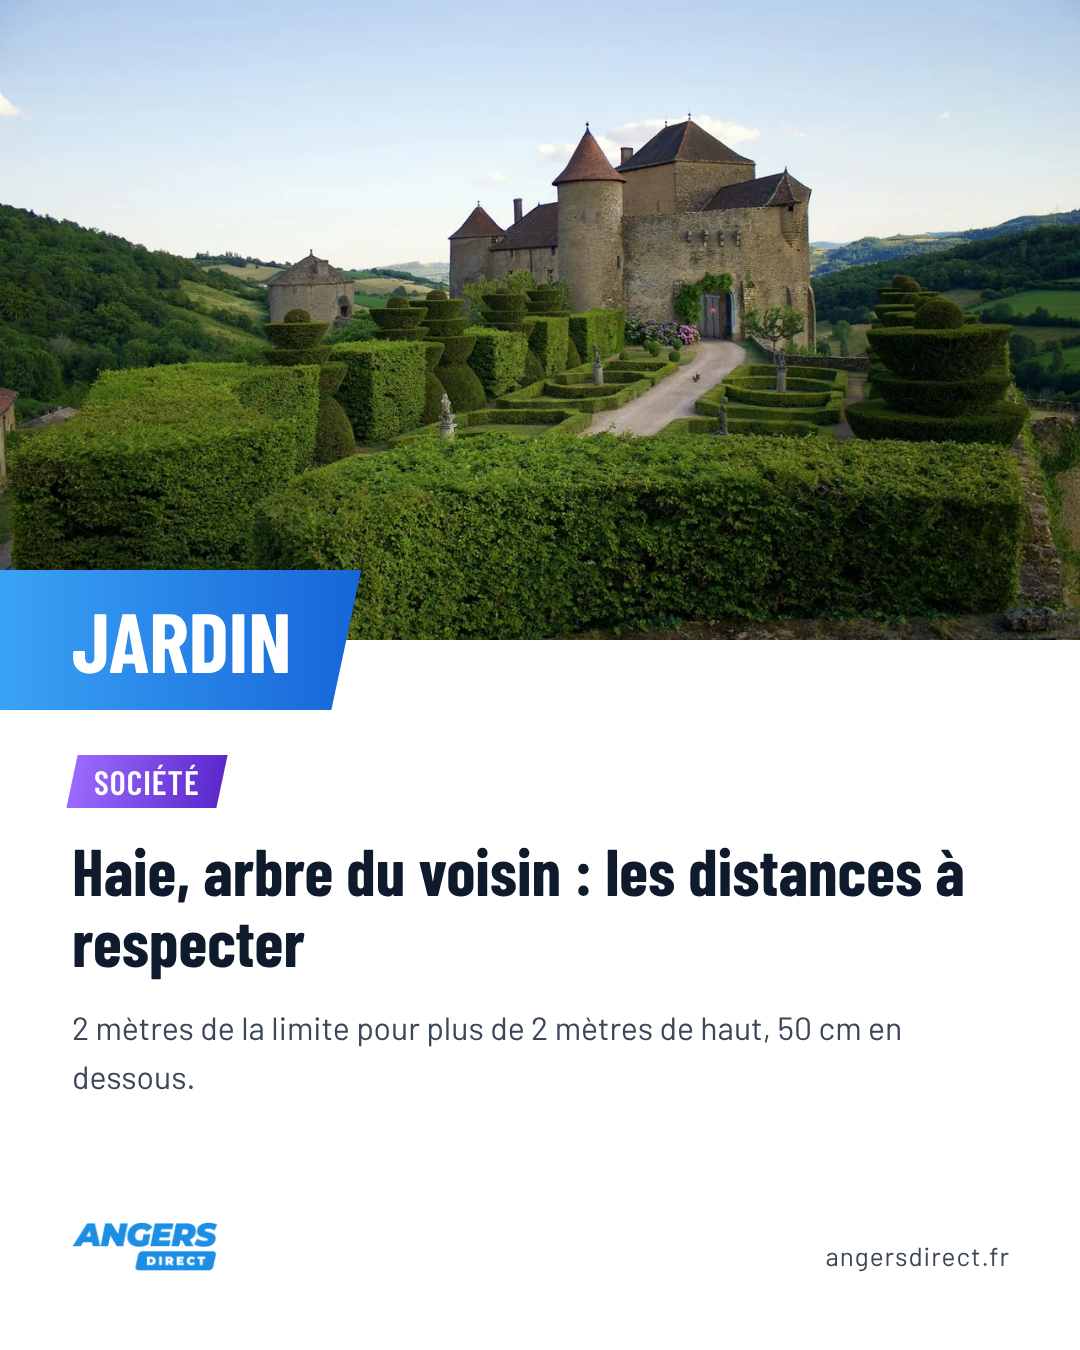 JARDIN
SOCIÉTÉ
Haie, arbre du voisin : les distances à
respecter
2 mètres de la limite pour plus de 2 mètres de haut, 50 cm en
dessous.
ANGERS
DIRECT
angersdirect.fr